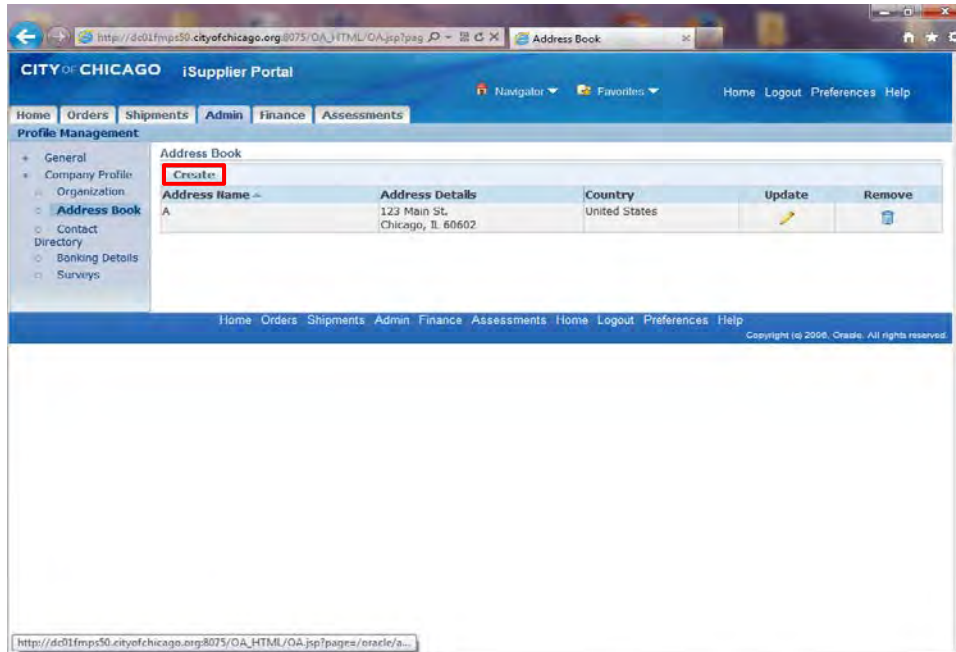 http://dc01fmps50.cityofchicago.org:8075/OA_HTML/OA.jsp?pag
Address Book
CITY OF CHICAGO iSupplier Portal
Navigator Favorites Home Logout Preferences Help
Home Orders Shipments Admin Finance Assessments
Profile Management
General
Company Profile
Organization
Address Book
Contact
Directory
Banking Details
Surveys
Address Book
Create
Address Name Address Details Country Update Remove
A 123 Main St. United States
Chicago, IL 60602
Home Orders Shipments Admin Finance Assessments Home Logout Preferences Help
Copyright (c) 2006, Oracle. All rights reserved.
http://dc01fmps50.cityofchicago.org:8075/OA_HTML/OA.jsp?page=/oracle/a...